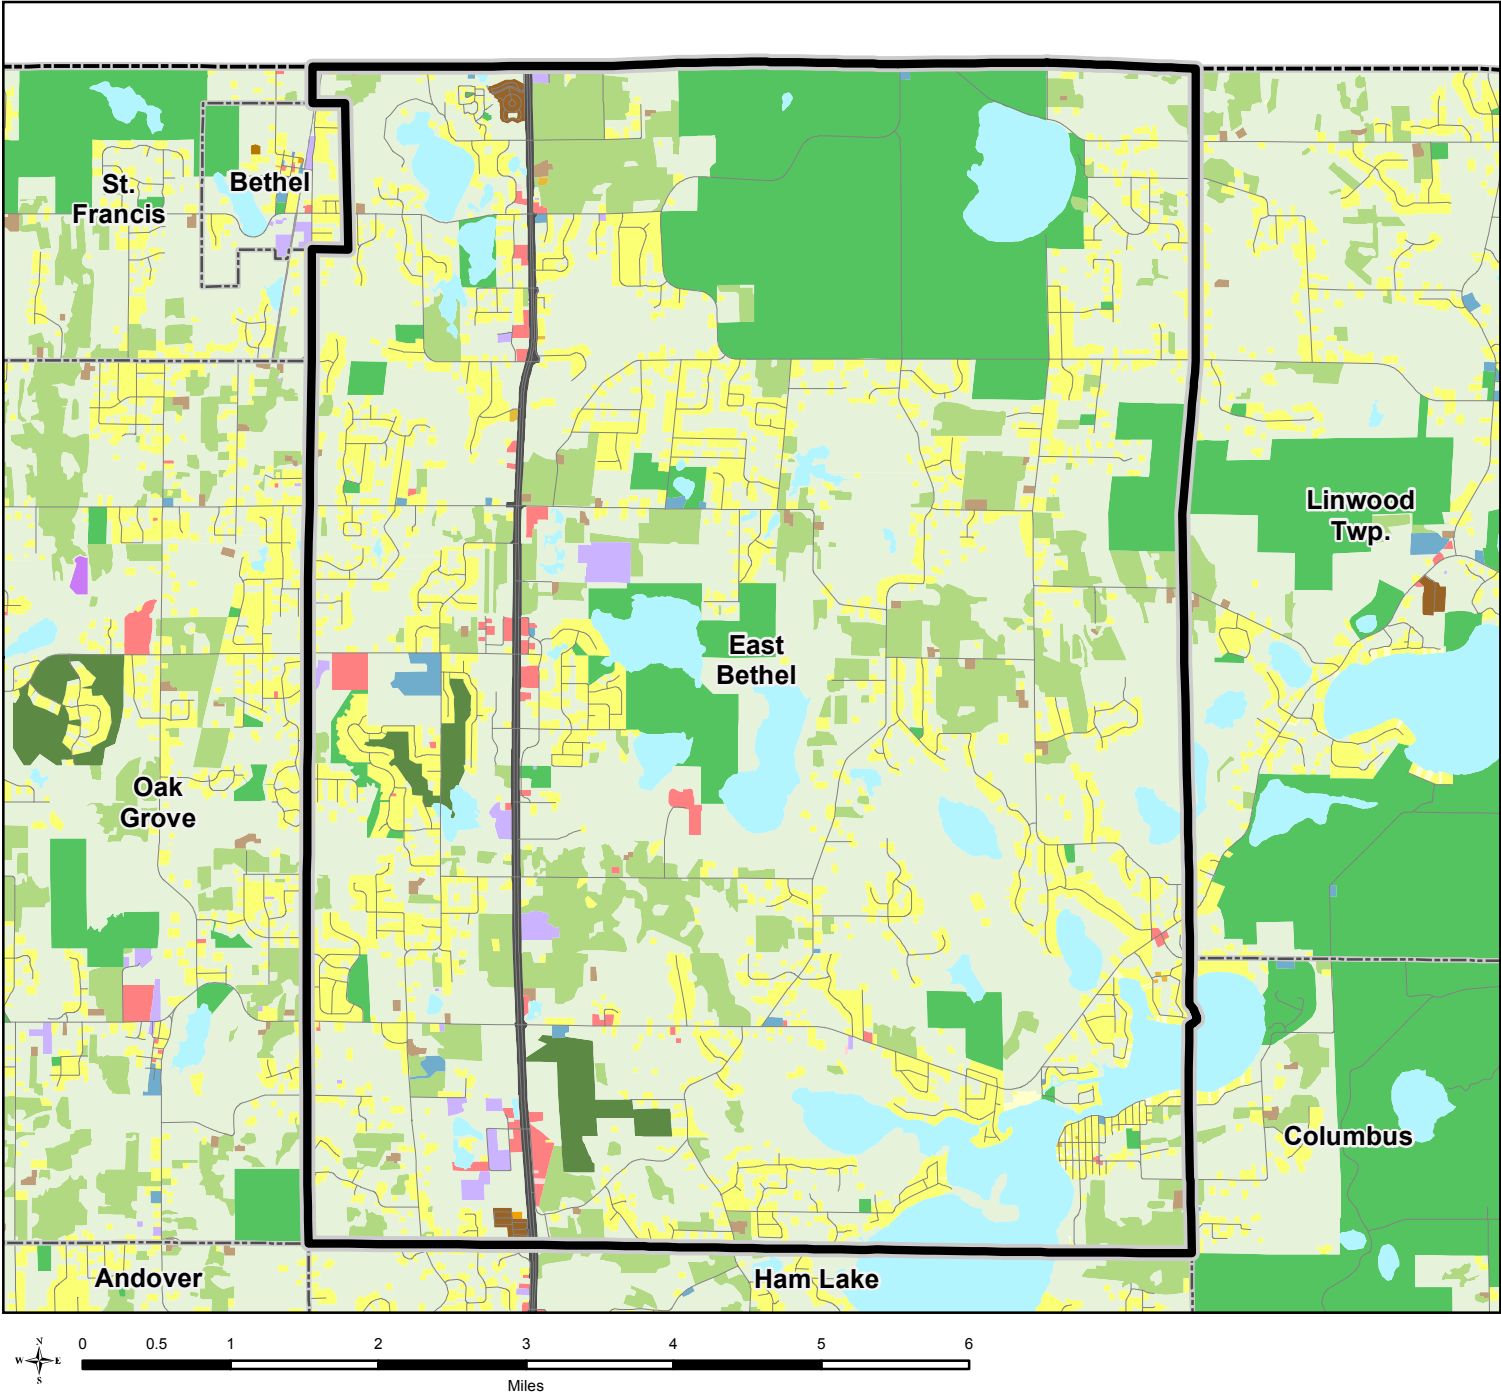 St.
Francis
Bethel
Linwood
Twp.
East
Bethel
Oak
Grove
Columbus
Andover
Ham Lake
N
W E
S
0 0.5 1 2 3 4 5 6
Miles